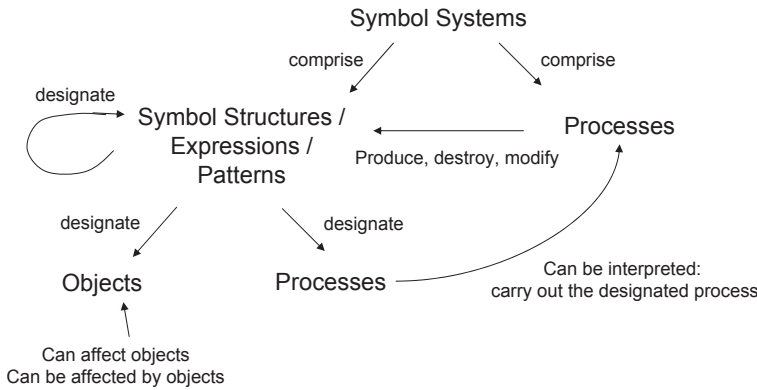 Symbol Systems
comprise
comprise
designate
Symbol Structures /
Expressions /
Patterns
Processes
Produce, destroy, modify
designate
designate
Objects
Processes
Can be interpreted:
carry out the designated process
Can affect objects
Can be affected by objects